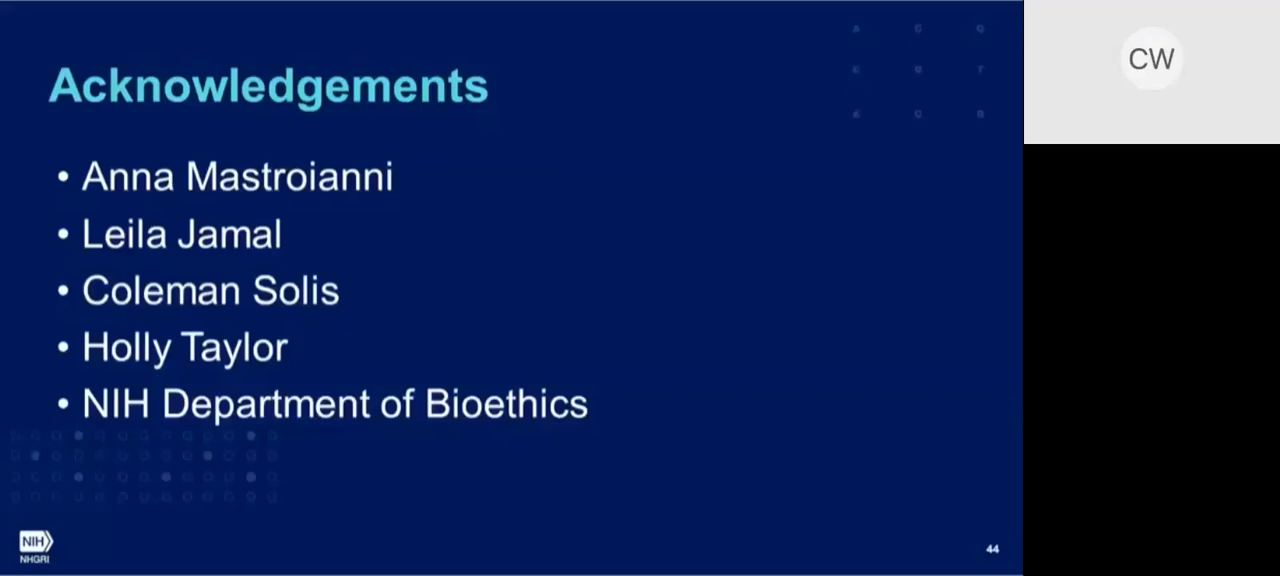 Acknowledgements
• Anna Mastroianni
• Leila Jamal
• Coleman Solis
• Holly Taylor
• NIH Department of Bioethics
NIH
NHGRI
44
CW